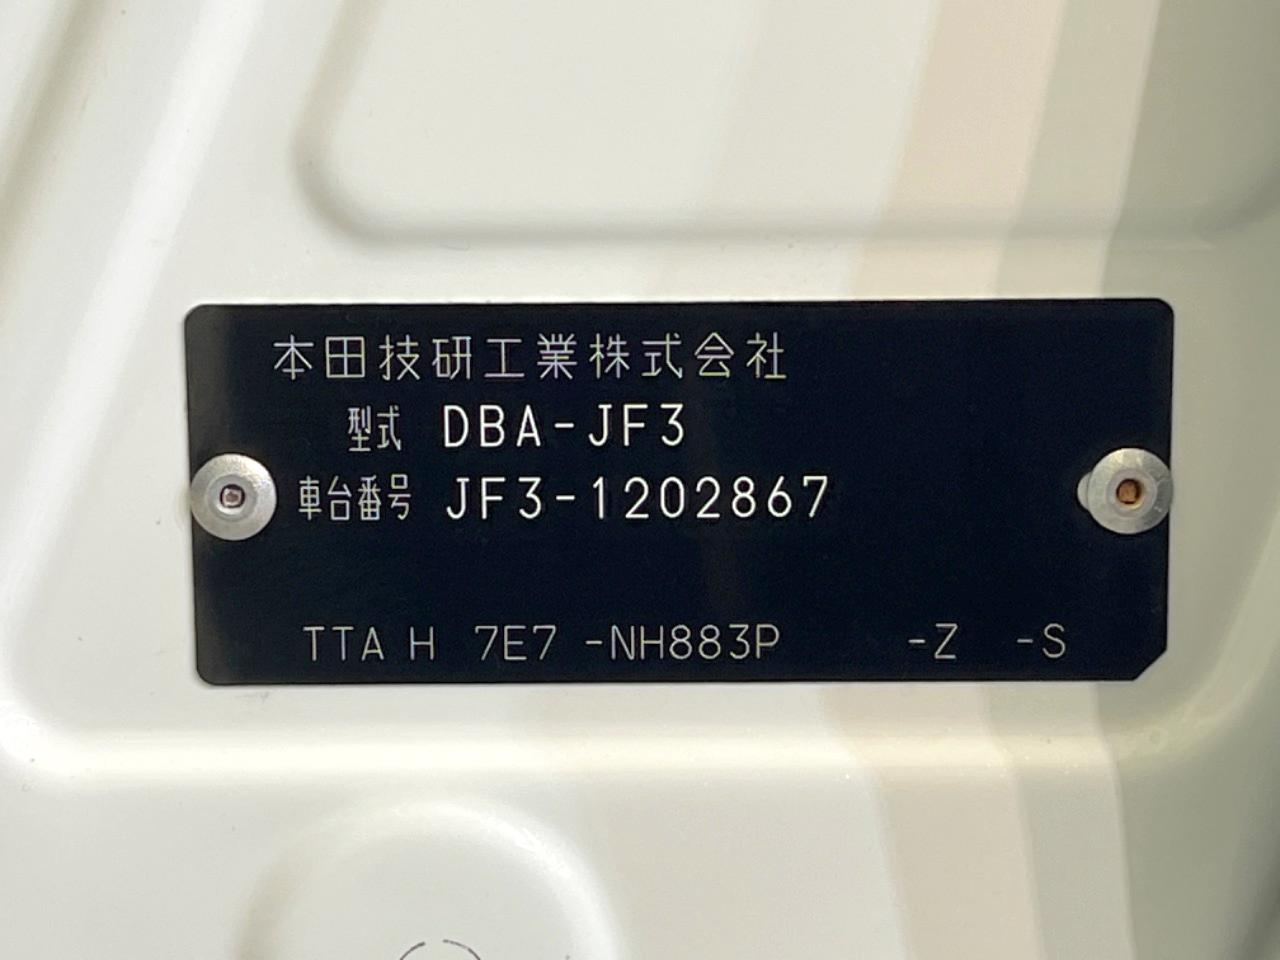 本田技研工業株式会社
型式 DBA-JF3
車台番号 JF3-1202867
TTA H 7E7 -NH883P -Z -S